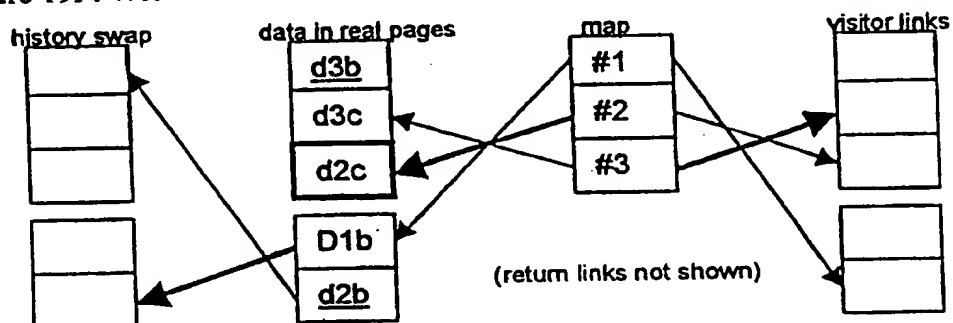 history swap
data in real pages
map
visitor links
d3b
d3c
d2c
D1b
d2b
#1
#2
#3
(return links not shown)